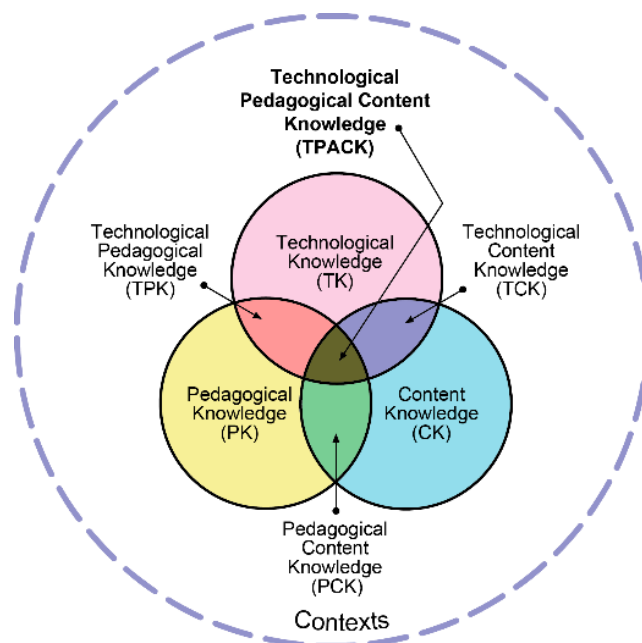 Technological
Pedagogical Content
Knowledge
(TPACK)
Technological
Pedagogical
Knowledge
(TPK)
Technological
Knowledge
(TK)
Technological
Content
Knowledge
(TCK)
Pedagogical
Knowledge
(PK)
Content
Knowledge
(CK)
Pedagogical
Content
Knowledge
(PCK)
Contexts